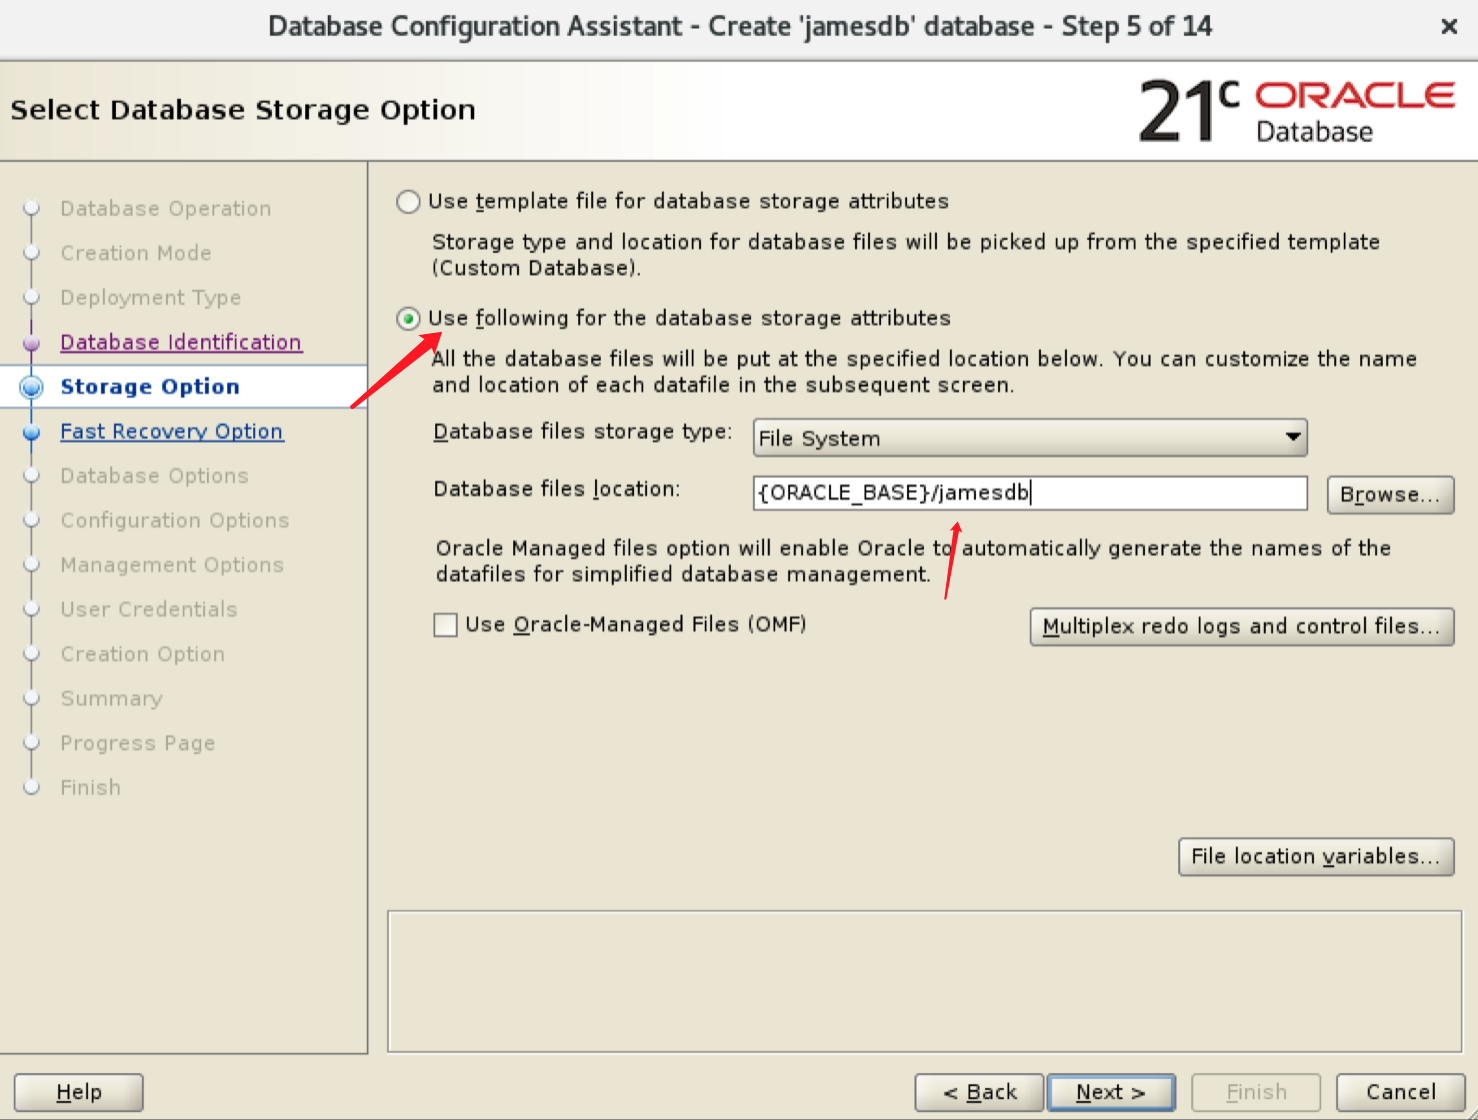 Database Configuration Assistant - Create 'jamesdb' database - Step 5 of 14
Select Database Storage Option
21c ORACLE
Database
Database Operation
Creation Mode
Deployment Type
Database Identification
Storage Option
Fast Recovery Option
Database Options
Configuration Options
Management Options
User Credentials
Creation Option
Summary
Progress Page
Finish
Use template file for database storage attributes
Storage type and location for database files will be picked up from the specified template
(Custom Database).
Use following for the database storage attributes
All the database files will be put at the specified location below. You can customize the name
and location of each datafile in the subsequent screen.
Database files storage type: File System
Database files location: {ORACLE_BASE}/jamesdb Browse...
Oracle Managed files option will enable Oracle to automatically generate the names of the
datafiles for simplified database management.
Use Oracle-Managed Files (OMF) Multiplex redo logs and control files...
File location variables...
Help < Back Next > Finish Cancel